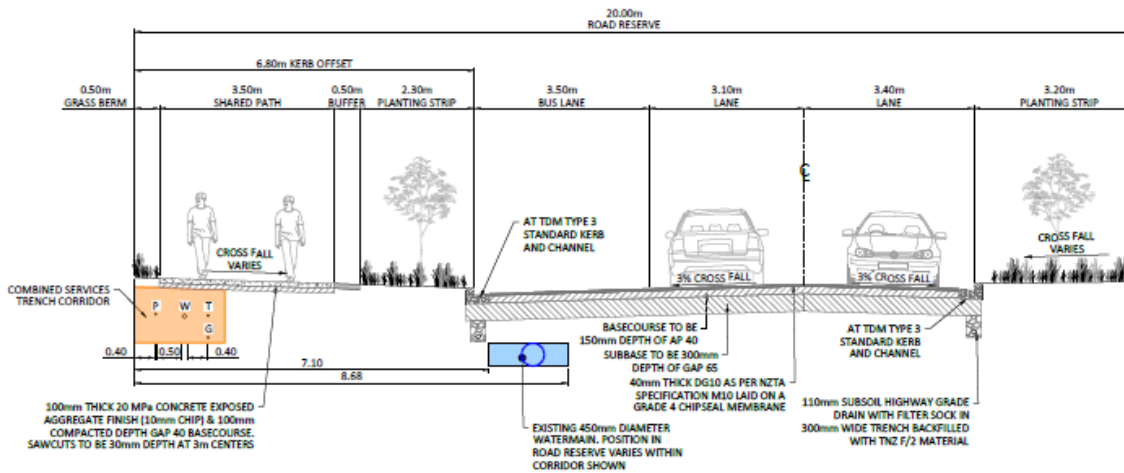 20.00m
ROAD RESERVE
6.80m KERB OFFSET
0.50m
GRASS BERM
3.50m
SHARED PATH
0.50m
BUFFER
2.30m
PLANTING STRIP
3.50m
BUS LANE
3.10m
LANE
3.40m
LANE
3.20m
PLANTING STRIP
CL
AT TDM TYPE 3
STANDARD KERB
AND CHANNEL
CROSS FALL
VARIES
CROSS FALL
VARIES
3% CROSS FALL
3% CROSS FALL
COMBINED SERVICES
TRENCH CORRIDOR
P
W
T
G
0.40
0.50
0.40
7.10
8.68
BASECOURSE TO BE
150mm DEPTH OF AP 40
SUBBASE TO BE 300mm
DEPTH OF GAP 65
40mm THICK DG10 AS PER NZTA
SPECIFICATION M10 LAID ON A
GRADE 4 CHIPSEAL MEMBRANE
AT TDM TYPE 3
STANDARD KERB
AND CHANNEL
100mm THICK 20 MPa CONCRETE EXPOSED
AGGREGATE FINISH (10mm CHIP) & 100mm
COMPACTED DEPTH GAP 40 BASECOURSE.
SAWCUTS TO BE 30mm DEPTH AT 3m CENTERS
EXISTING 450mm DIAMETER
WATERMAIN. POSITION IN
ROAD RESERVE VARIES WITHIN
CORRIDOR SHOWN
110mm SUBSOIL HIGHWAY GRADE
DRAIN WITH FILTER SOCK IN
300mm WIDE TRENCH BACKFILLED
WITH TNZ F/2 MATERIAL